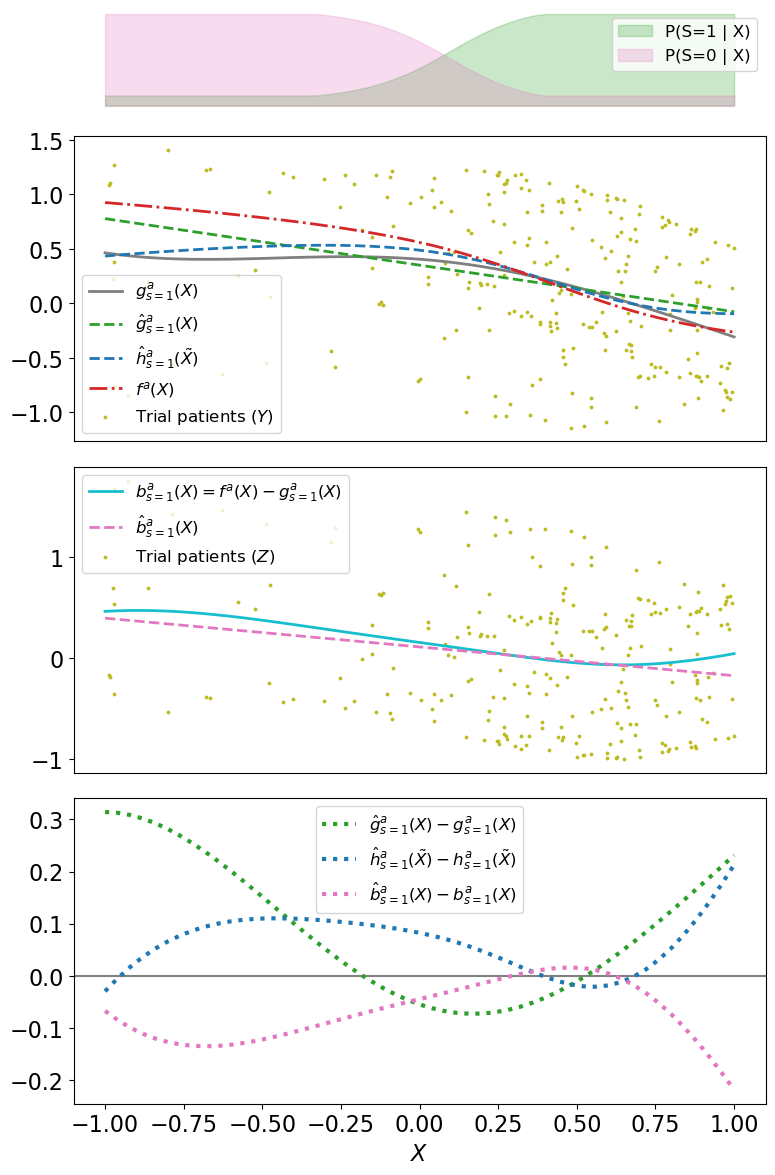 P(S=1 | X)
P(S=0 | X)
1.5
1.0
0.5
0.0
−0.5
−1.0
g^a_{s=1}(X)
ĝ^a_{s=1}(X)
ĥ^a_{s=1}(X̃)
f^a(X)
Trial patients (Y)
1
0
−1
b^a_{s=1}(X) = f^a(X) − g^a_{s=1}(X)
b̂^a_{s=1}(X)
Trial patients (Z)
0.3
0.2
0.1
0.0
−0.1
−0.2
ĝ^a_{s=1}(X) − g^a_{s=1}(X)
ĥ^a_{s=1}(X̃) − h^a_{s=1}(X̃)
b̂^a_{s=1}(X) − b^a_{s=1}(X)
−1.00 −0.75 −0.50 −0.25 0.00 0.25 0.50 0.75 1.00
X